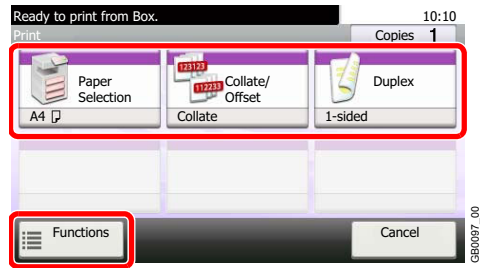 Ready to print from Box.
10:10
Print
Copies 1
123123
112233
Paper
Selection
Collate/
Offset
Duplex
A4
Collate
1-sided
Functions
Cancel
GB0097_00